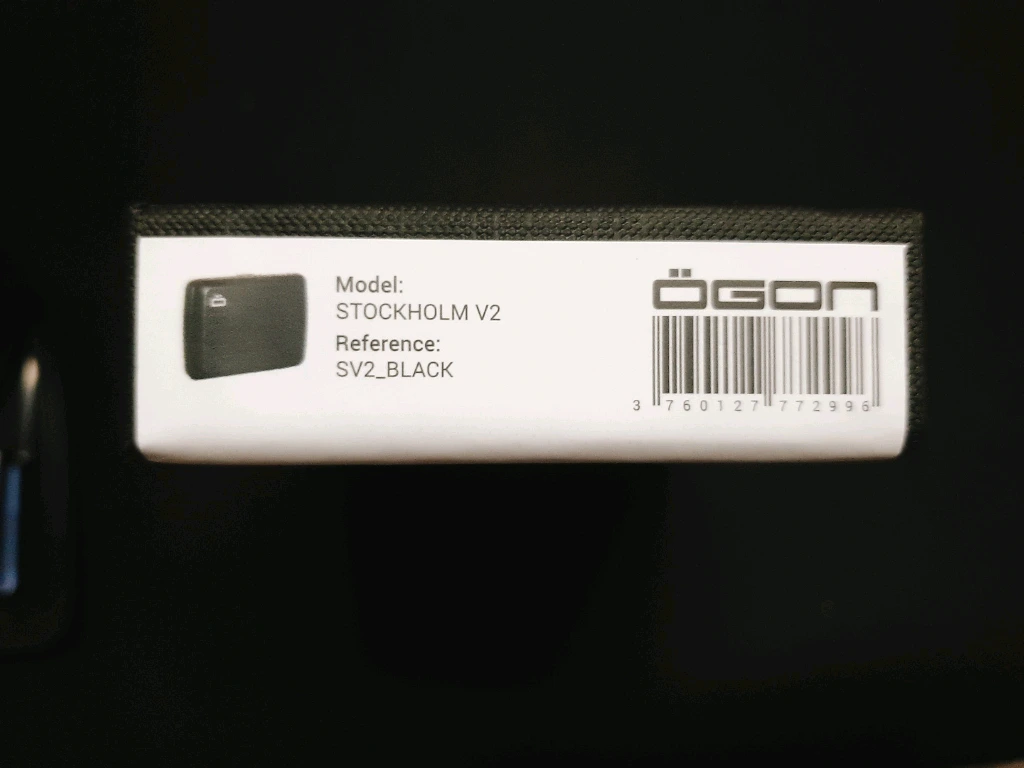 Model:
STOCKHOLM V2
Reference:
SV2_BLACK
ÖGON
3 760127 772996